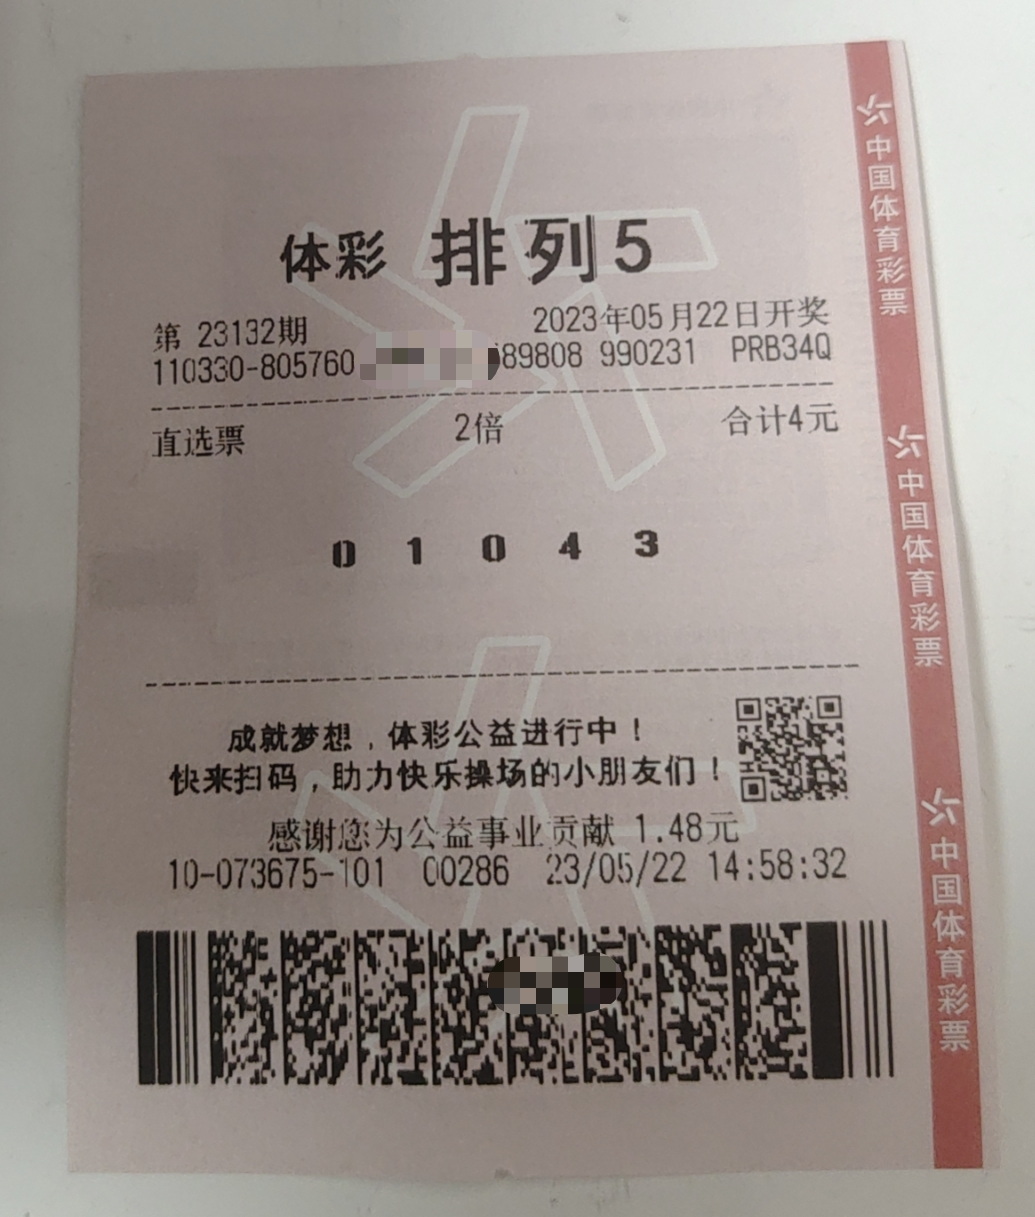 体彩 排列5
第 23132期 2023年05月22日开奖
110330-805760 89808 990231 PRB34Q
直选票 2倍 合计4元
0 1 0 4 3
成就梦想，体彩公益进行中！
快来扫码，助力快乐操场的小朋友们！
感谢您为公益事业贡献 1.48元
10-073675-101 00286 23/05/22 14:58:32
中国体育彩票
中国体育彩票
中国体育彩票